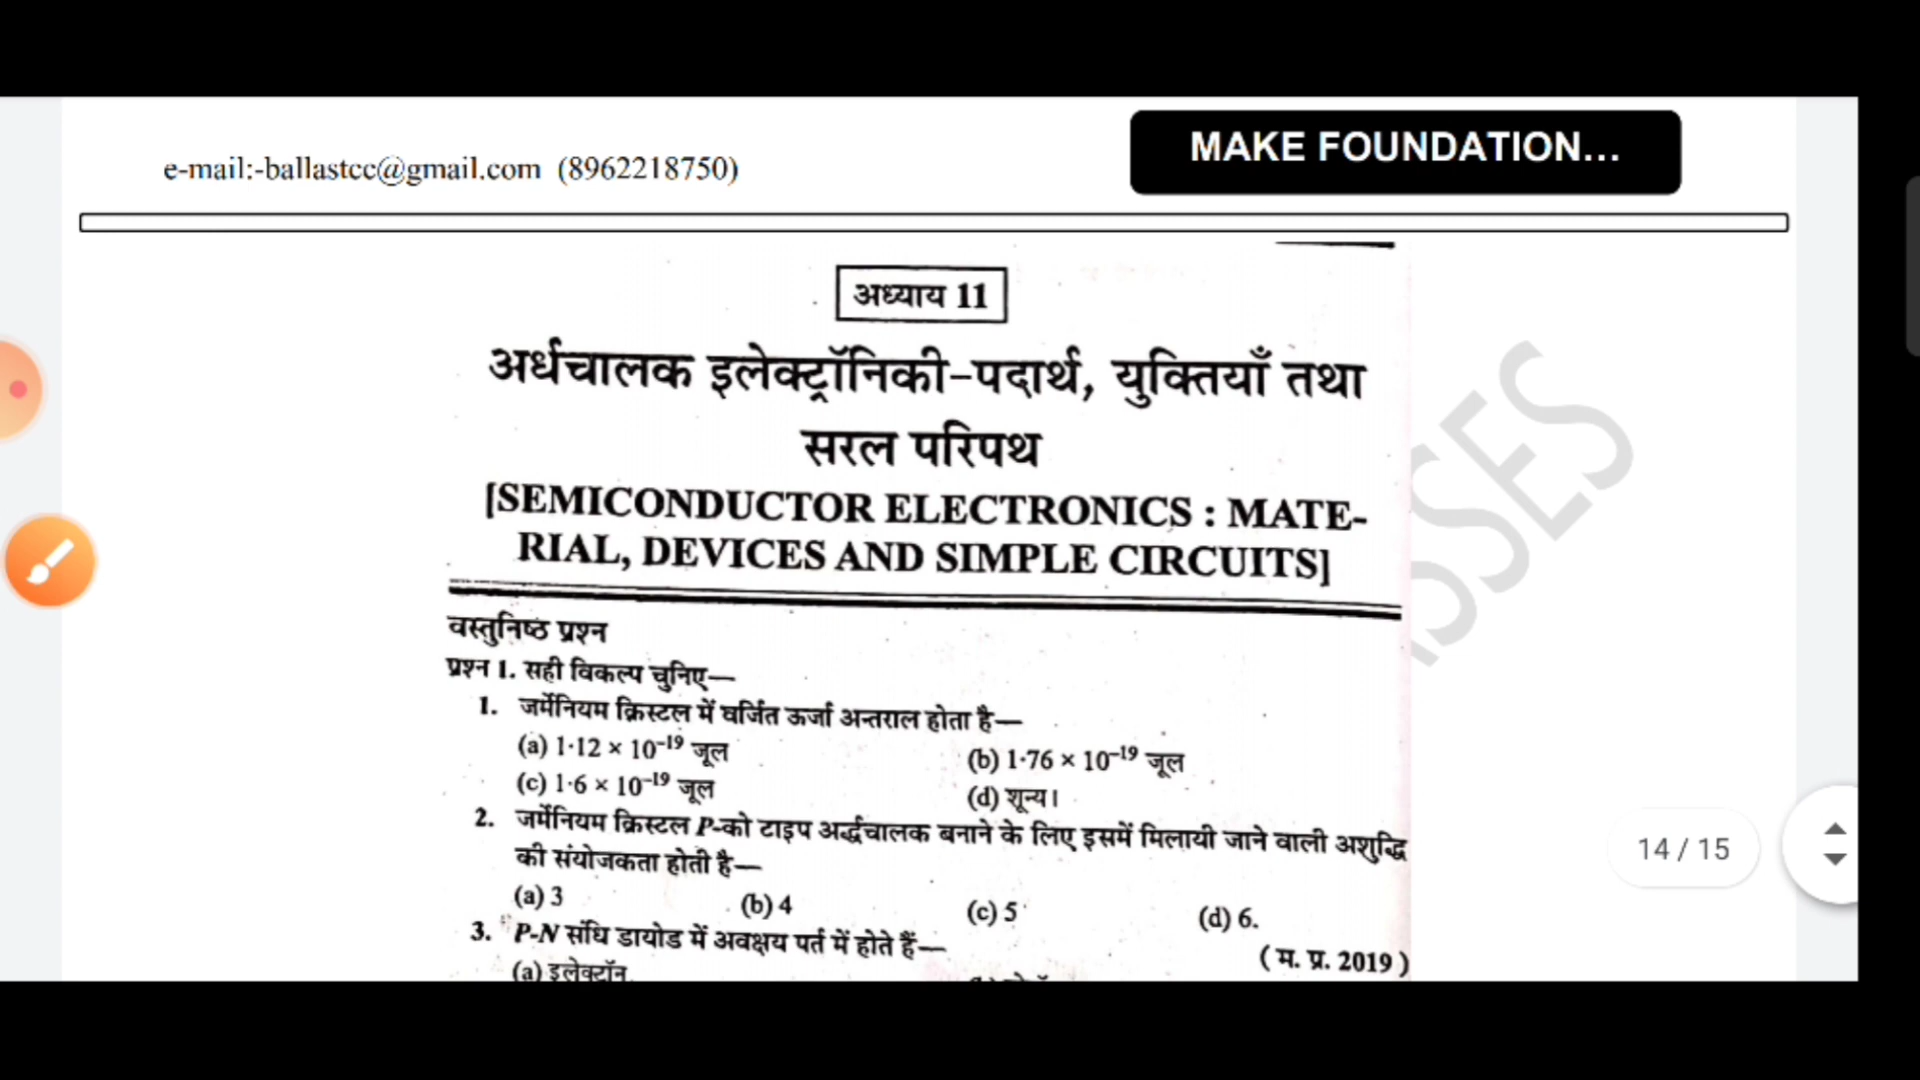 MAKE FOUNDATION...
e-mail:-ballastcc@gmail.com (8962218750)
अध्याय 11
अर्धचालक इलेक्ट्रॉनिकी-पदार्थ, युक्तियाँ तथा
सरल परिपथ
[SEMICONDUCTOR ELECTRONICS : MATE-
RIAL, DEVICES AND SIMPLE CIRCUITS]
वस्तुनिष्ठ प्रश्न
प्रश्न 1. सही विकल्प चुनिए—
1. जर्मेनियम क्रिस्टल में वर्जित ऊर्जा अन्तराल होता है—
(a) 1·12 × 10⁻¹⁹ जूल (b) 1·76 × 10⁻¹⁹ जूल
(c) 1·6 × 10⁻¹⁹ जूल (d) शून्य।
2. जर्मेनियम क्रिस्टल P-को टाइप अर्द्धचालक बनाने के लिए इसमें मिलायी जाने वाली अशुद्धि
की संयोजकता होती है—
(a) 3 (b) 4 (c) 5 (d) 6.
3. P-N संधि डायोड में अवक्षय पर्त में होते हैं—
(म. प्र. 2019)
(a) इलेक्ट्रॉन
SSES
14 / 15